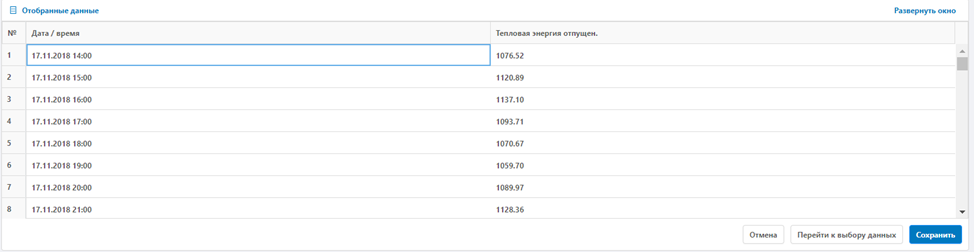 Отобранные данные Развернуть окно
№ Дата / время Тепловая энергия отпущен.
1 17.11.2018 14:00 1076.52
2 17.11.2018 15:00 1120.89
3 17.11.2018 16:00 1137.10
4 17.11.2018 17:00 1093.71
5 17.11.2018 18:00 1070.67
6 17.11.2018 19:00 1059.70
7 17.11.2018 20:00 1089.97
8 17.11.2018 21:00 1128.36
Отмена Перейти к выбору данных Сохранить